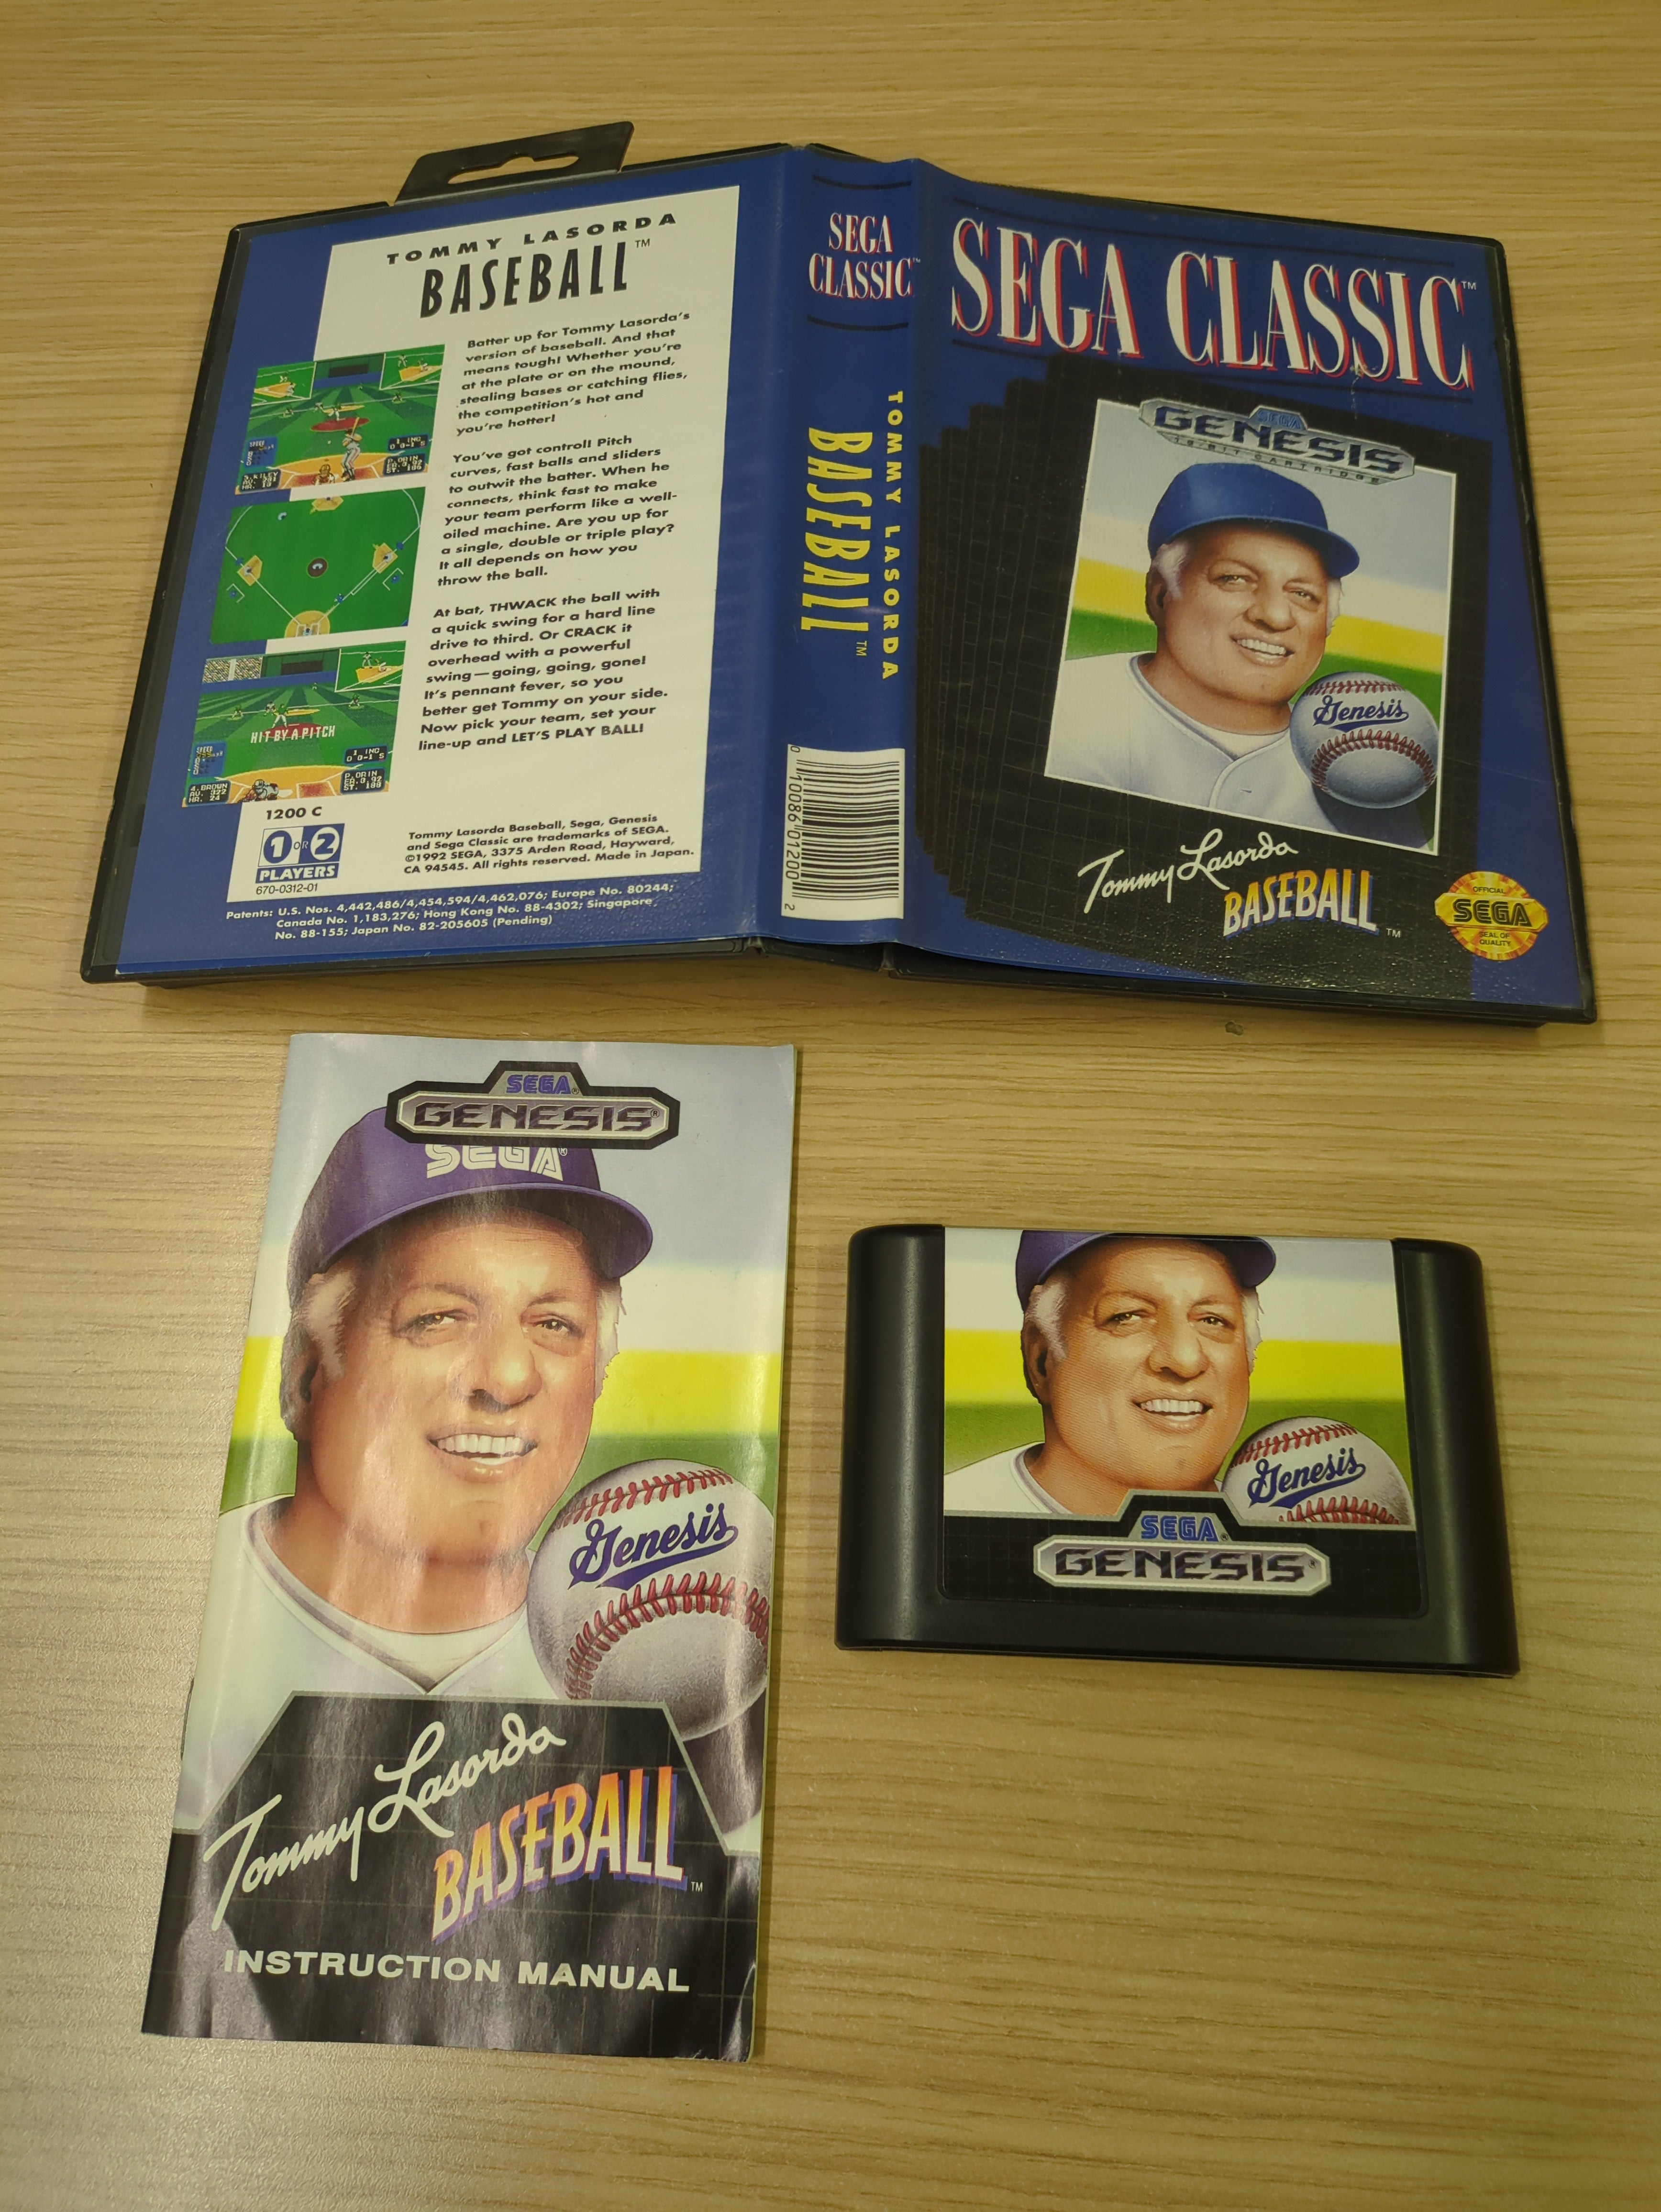 TOMMY LASORDA
BASEBALL™
Batter up for Tommy Lasorda's
version of baseball. And that
means tough! Whether you're
at the plate or on the mound,
stealing bases or catching flies,
the competition's hot and
you're hotter!
You've got control! Pitch
curves, fast balls and sliders
to outwit the batter. When he
connects, think fast to make
your team perform like a well-
oiled machine. Are you up for
a single, double or triple play?
It all depends on how you
throw the ball.
At bat, THWACK the ball with
a quick swing for a hard line
drive to third. Or CRACK it
overhead with a powerful
swing—going, going, gone!
It's pennant fever, so you
better get Tommy on your side.
Now pick your team, set your
line-up and LET'S PLAY BALL!
HIT BY A PITCH
1200 C
1 OR 2
PLAYERS
670-0312-01
Tommy Lasorda Baseball, Sega, Genesis
and Sega Classic are trademarks of SEGA.
©1992 SEGA, 3375 Arden Road, Hayward,
CA 94545. All rights reserved. Made in Japan.
Patents: U.S. Nos. 4,442,486/4,454,594/4,462,076; Europe No. 80244;
Canada No. 1,183,276; Hong Kong No. 88-4302; Singapore
No. 88-155; Japan No. 82-205605 (Pending)
SEGA
CLASSIC™
TOMMY LASORDA
BASEBALL™
0 10086 01200 2
SEGA CLASSIC™
SEGA
GENESIS
16-BIT CARTRIDGE
Genesis
Tommy Lasorda
BASEBALL™
OFFICIAL
SEGA
SEAL OF
QUALITY
SEGA®
GENESIS®
SEGA®
Genesis
Tommy Lasorda
BASEBALL™
INSTRUCTION MANUAL
Genesis
SEGA®
GENESIS®